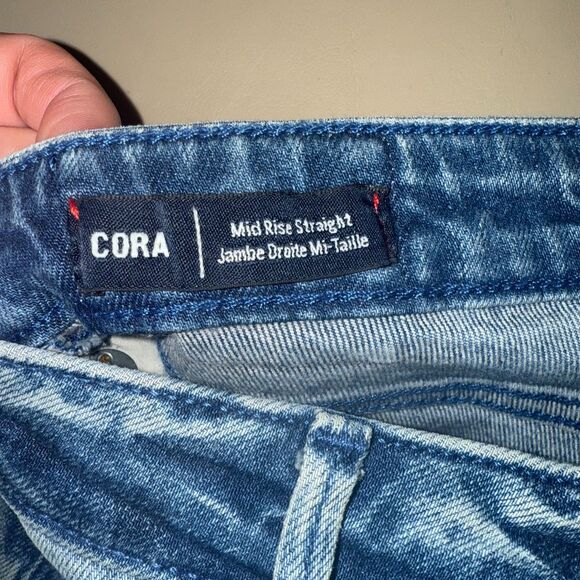 CORA
Mid Rise Straight
Jambe Droite Mi-Taille